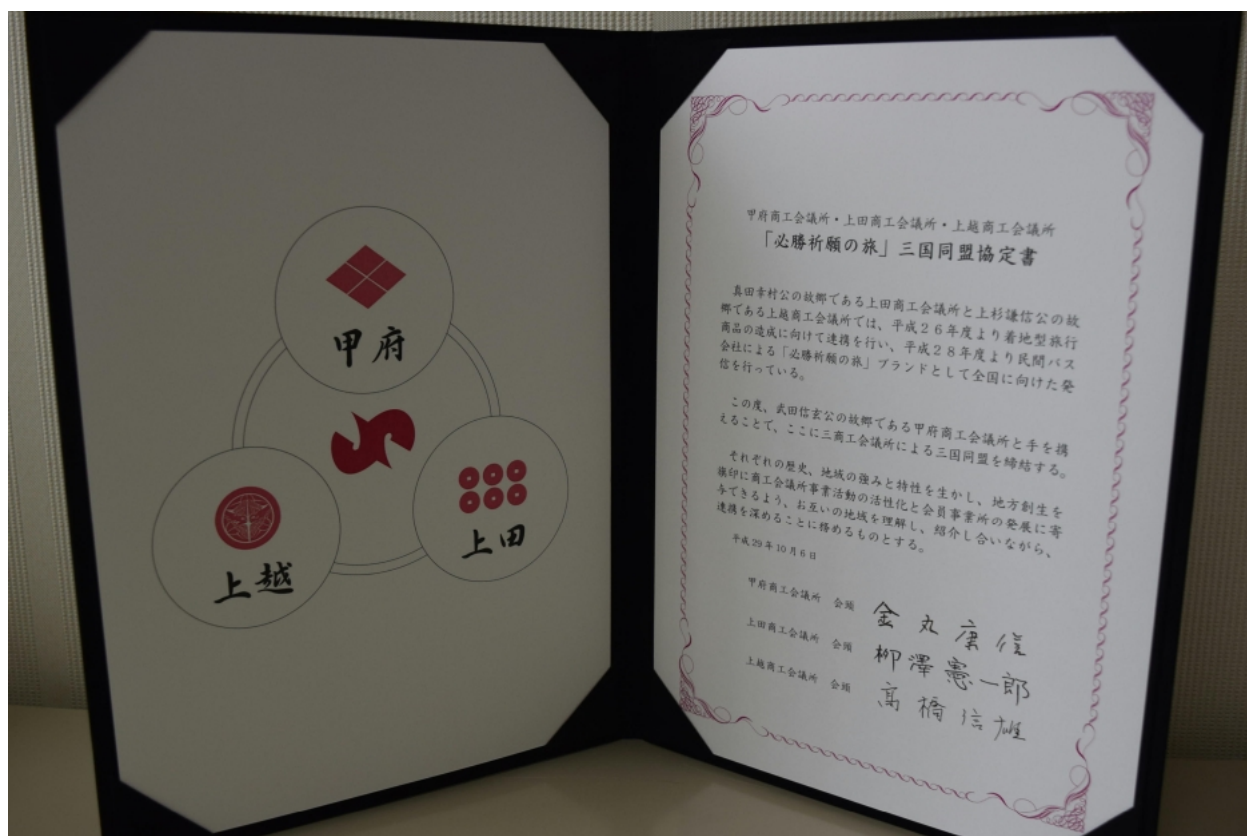 甲府
上越
上田
甲府商工会議所・上田商工会議所・上越商工会議所
「必勝祈願の旅」三国同盟協定書
真田幸村公の故郷である上田商工会議所と上杉謙信公の故
郷である上越商工会議所では、平成26年度より着地型旅行
商品の造成に向けて連携を行い、平成28年度より民間バス
会社による「必勝祈願の旅」ブランドとして全国に向けた発
信を行っている。
この度、武田信玄公の故郷である甲府商工会議所と手を携
えることで、ここに三商工会議所による三国同盟を締結する。
それぞれの歴史、地域の強みと特性を生かし、地方創生を
旗印に商工会議所事業活動の活性化と会員事業所の発展に寄
与できるよう、お互いの地域を理解し、紹介し合いながら、
連携を深めることに務めるものとする。
平成29年10月6日
甲府商工会議所 会頭 金丸康信
上田商工会議所 会頭 柳澤憲一郎
上越商工会議所 会頭 高橋信雄